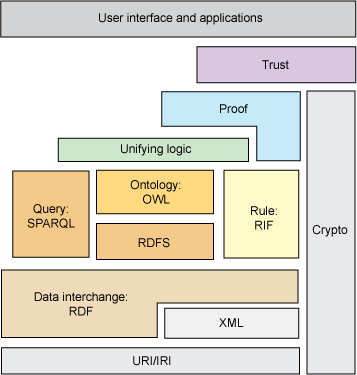 User interface and applications
Trust
Proof
Unifying logic
Query:
SPARQL
Ontology:
OWL
RDFS
Rule:
RIF
Crypto
Data interchange:
RDF
XML
URI/IRI